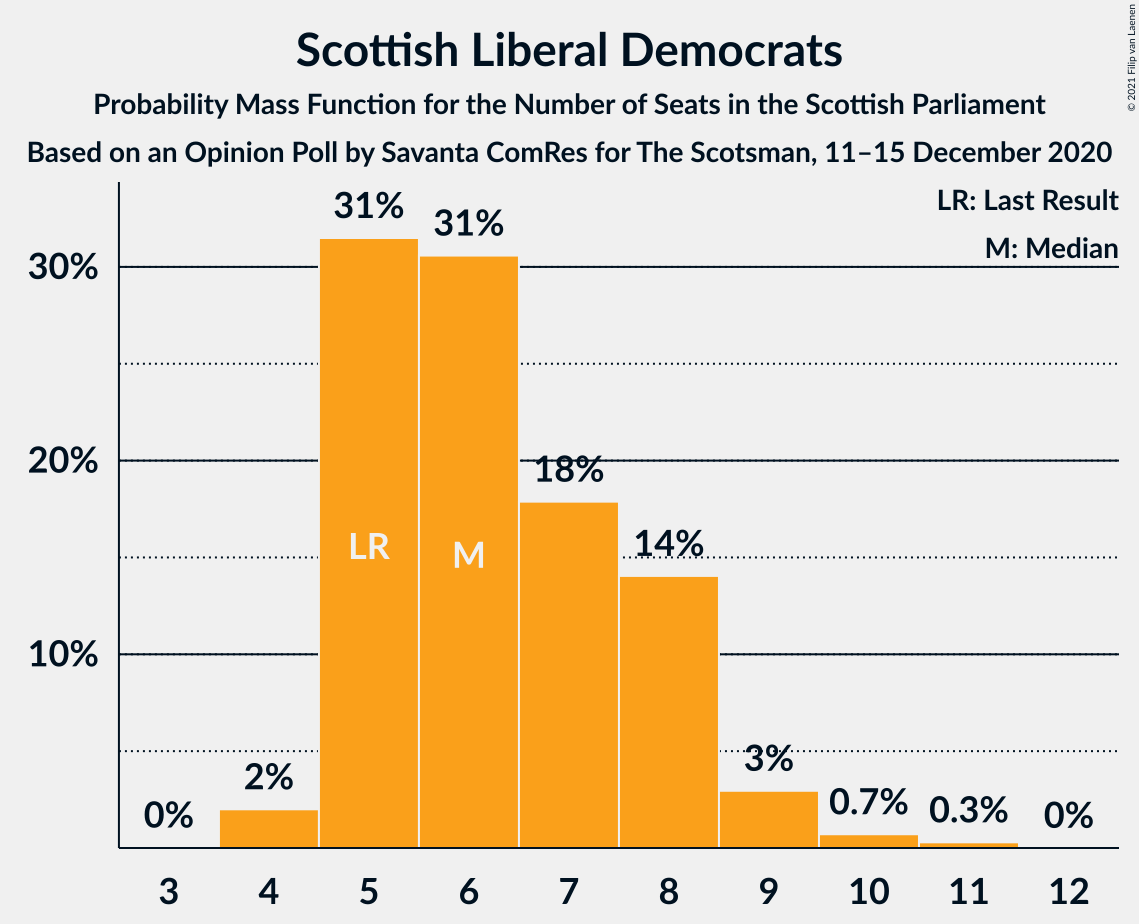 Scottish Liberal Democrats
Probability Mass Function for the Number of Seats in the Scottish Parliament
Based on an Opinion Poll by Savanta ComRes for The Scotsman, 11–15 December 2020
© 2021 Filip van Laenen
LR: Last Result
M: Median
31%
31%
30%
20%
18%
LR
M
14%
10%
3%
2%
0%
0.7%
0.3%
0%
3 4 5 6 7 8 9 10 11 12